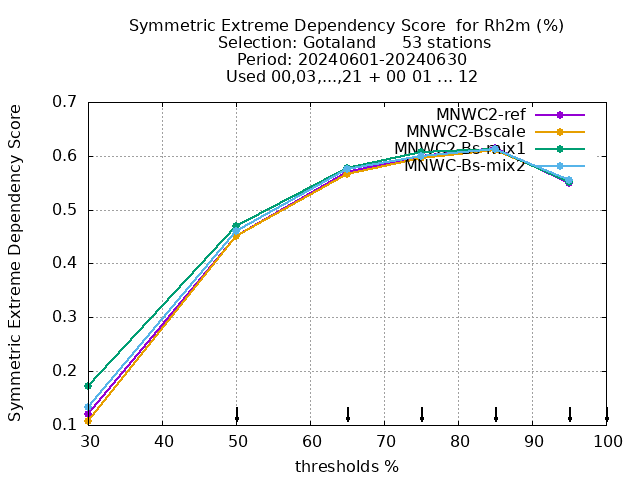 Symmetric Extreme Dependency Score  for Rh2m (%)
Selection: Gotaland     53 stations
Period: 20240601-20240630
Used 00,03,...,21 + 00 01 ... 12
Symmetric Extreme Dependency Score
0.7
0.6
0.5
0.4
0.3
0.2
0.1
MNWC2-ref
MNWC2-Bscale
MNWC2-Bs-mix1
MNWC-Bs-mix2
30 40 50 60 70 80 90 100
thresholds %